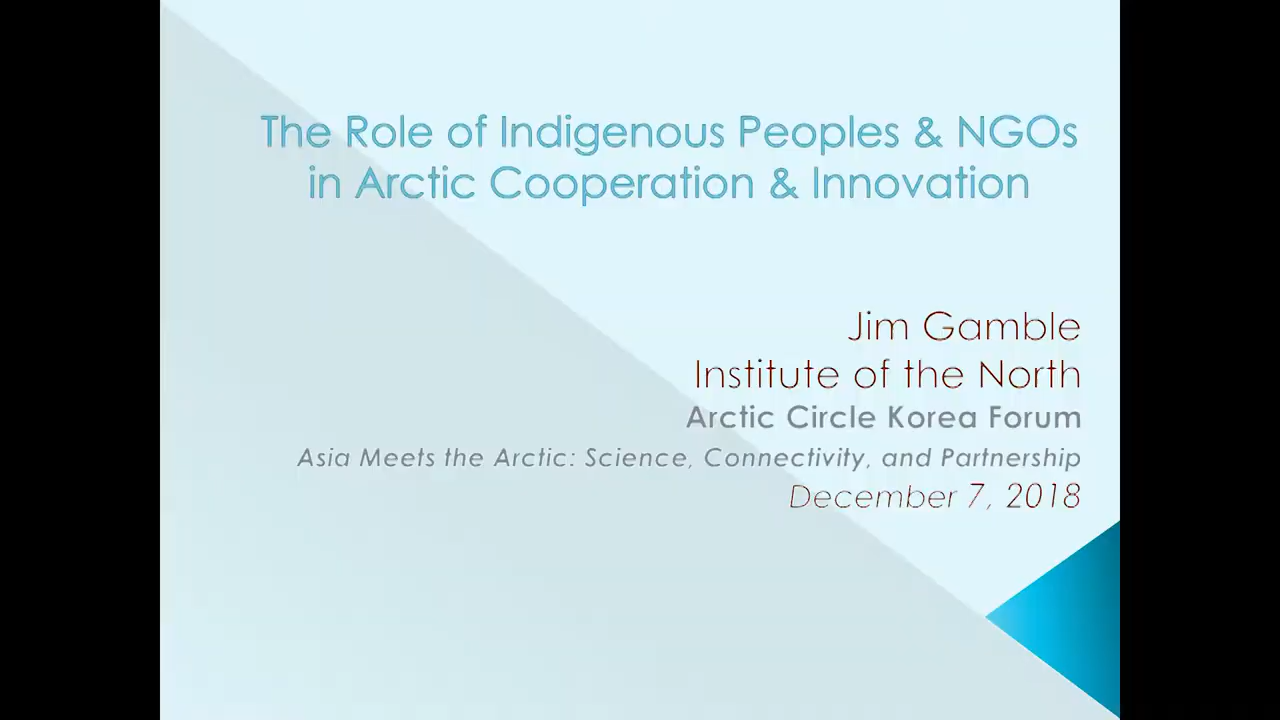 The Role of Indigenous Peoples & NGOs
in Arctic Cooperation & Innovation
Jim Gamble
Institute of the North
Arctic Circle Korea Forum
Asia Meets the Arctic: Science, Connectivity, and Partnership
December 7, 2018